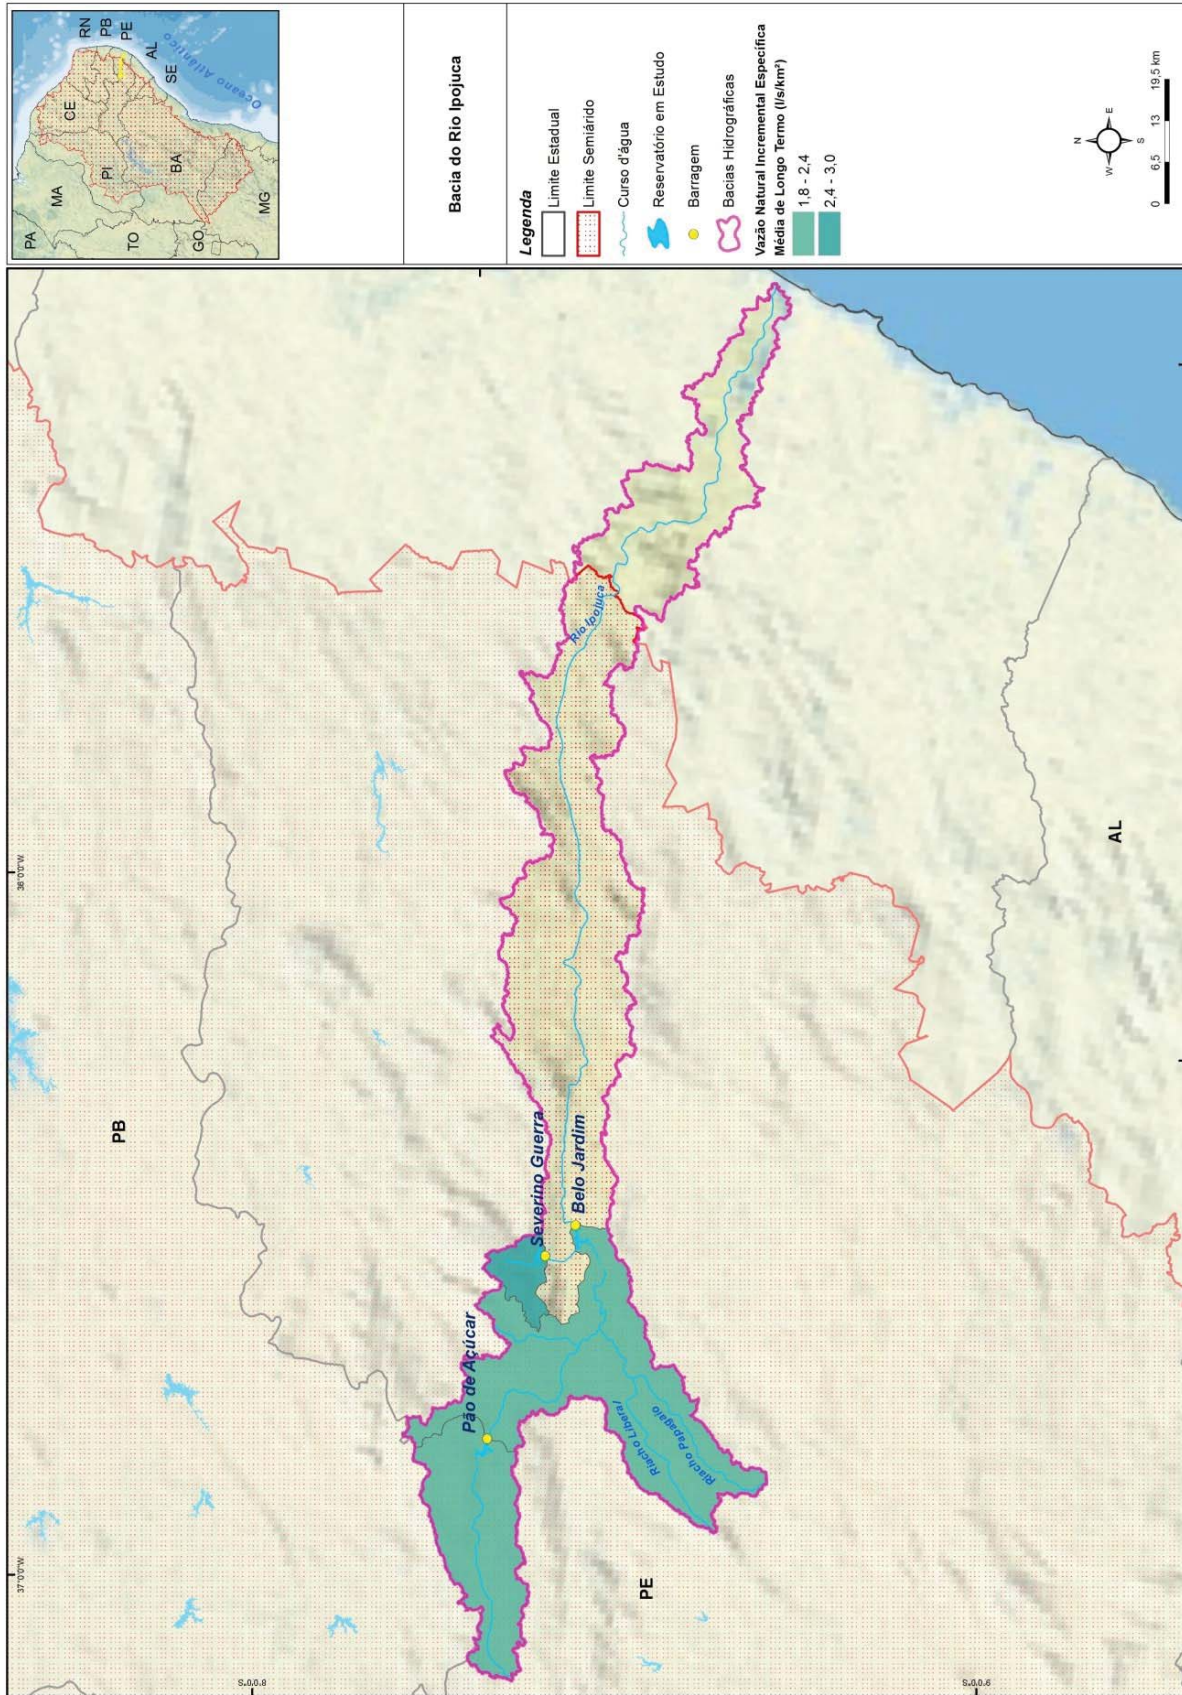 PA
MA
CE
RN
PB
PE
AL
SE
PI
TO
BA
GO
MG
Oceano Atlântico
Bacia do Rio Ipojuca
Legenda
Limite Estadual
Limite Semiárido
Curso d'água
Reservatório em Estudo
Barragem
Bacias Hidrográficas
Vazão Natural Incremental Específica
Média de Longo Termo (l/s/km²)
1,8 - 2,4
2,4 - 3,0
N
W
E
S
0 6,5 13 19,5 km
37°0'0"W
36°0'0"W
8°0'0"S
9°0'0"S
PB
PE
AL
Pão de Açúcar
Severino Guerra
Belo Jardim
Rio Ipojuca
Riacho Liberal
Riacho Papagaio